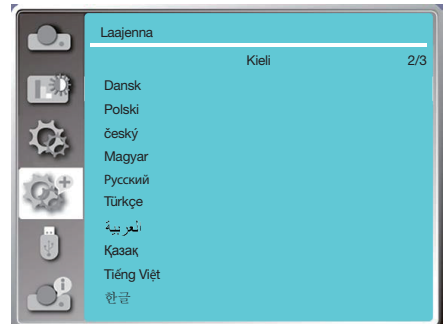 Laajenna
Kieli 2/3
Dansk
Polski
český
Magyar
Русский
Türkçe
العربية
Қазақ
Tiếng Việt
한글